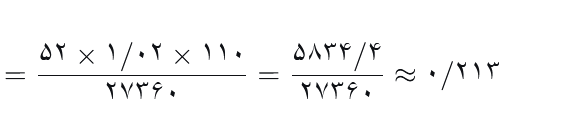 = ۵۲ × ۱/۰۲ × ۱۱۰ / ۲۷۳۶۰ = ۵۸۳۴/۴ / ۲۷۳۶۰ ≈ ۰/۲۱۳